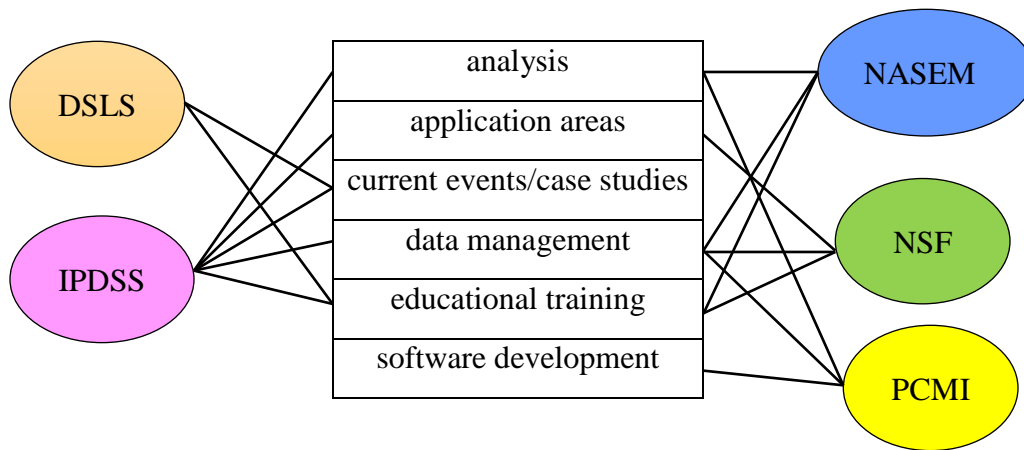 DSLS
IPDSS
analysis
application areas
current events/case studies
data management
educational training
software development
NASEM
NSF
PCMI